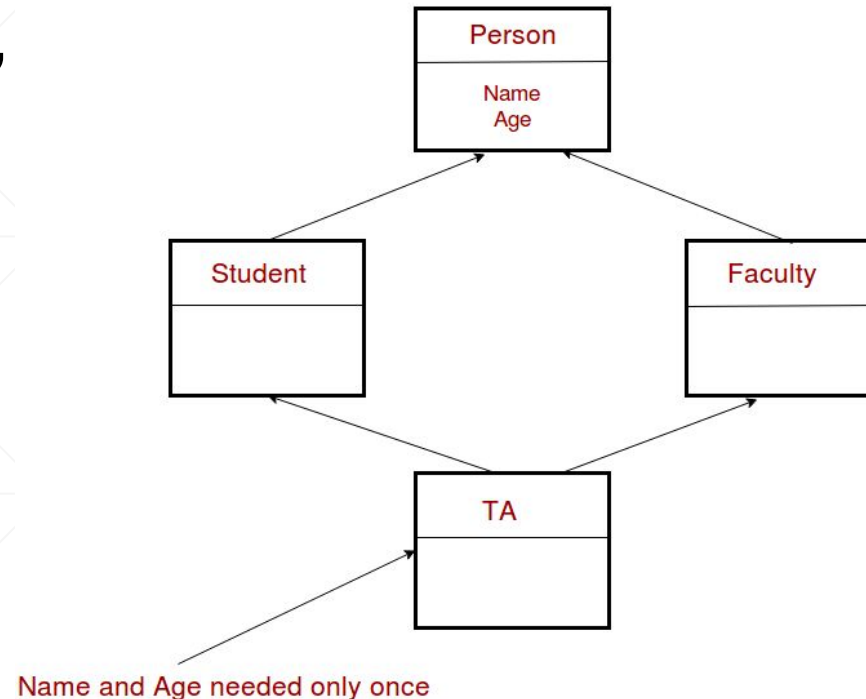 Person
Name
Age
Student
Faculty
TA
Name and Age needed only once